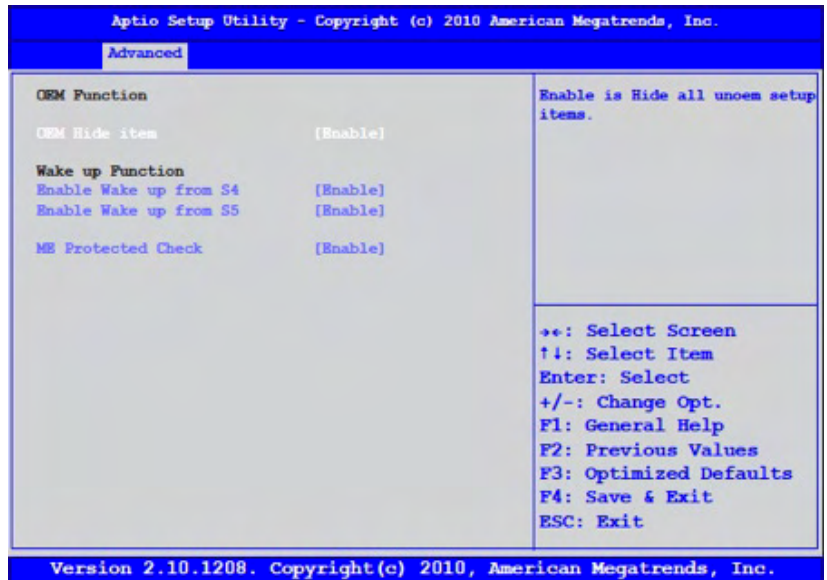 Aptio Setup Utility - Copyright (c) 2010 American Megatrends, Inc.
Advanced
OEM Function
OEM Hide item [Enable]
Wake up Function
Enable Wake up from S4 [Enable]
Enable Wake up from S5 [Enable]
ME Protected Check [Enable]
Enable is Hide all unoem setup
items.
→←: Select Screen
↑↓: Select Item
Enter: Select
+/-: Change Opt.
F1: General Help
F2: Previous Values
F3: Optimized Defaults
F4: Save & Exit
ESC: Exit
Version 2.10.1208. Copyright(c) 2010, American Megatrends, Inc.